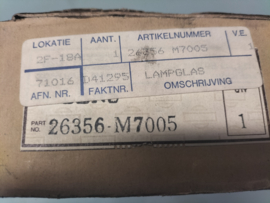 LOKATIE AANT. ARTIKELNUMMER V.E.
2F-18A 1 26356 M7005 1
71016 D41295 LAMPGLAS
AFN. NR. FAKTNR. OMSCHRIJVING
PART NO. 26356-M7005 1